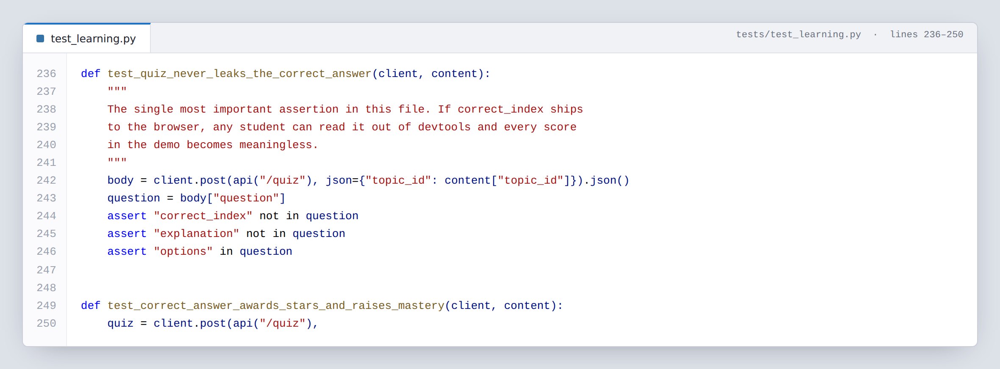 test_learning.py
tests/test_learning.py · lines 236–250
236 def test_quiz_never_leaks_the_correct_answer(client, content):
237     """
238     The single most important assertion in this file. If correct_index ships
239     to the browser, any student can read it out of devtools and every score
240     in the demo becomes meaningless.
241     """
242     body = client.post(api("/quiz"), json={"topic_id": content["topic_id"]}).json()
243     question = body["question"]
244     assert "correct_index" not in question
245     assert "explanation" not in question
246     assert "options" in question
247
248
249 def test_correct_answer_awards_stars_and_raises_mastery(client, content):
250     quiz = client.post(api("/quiz"),